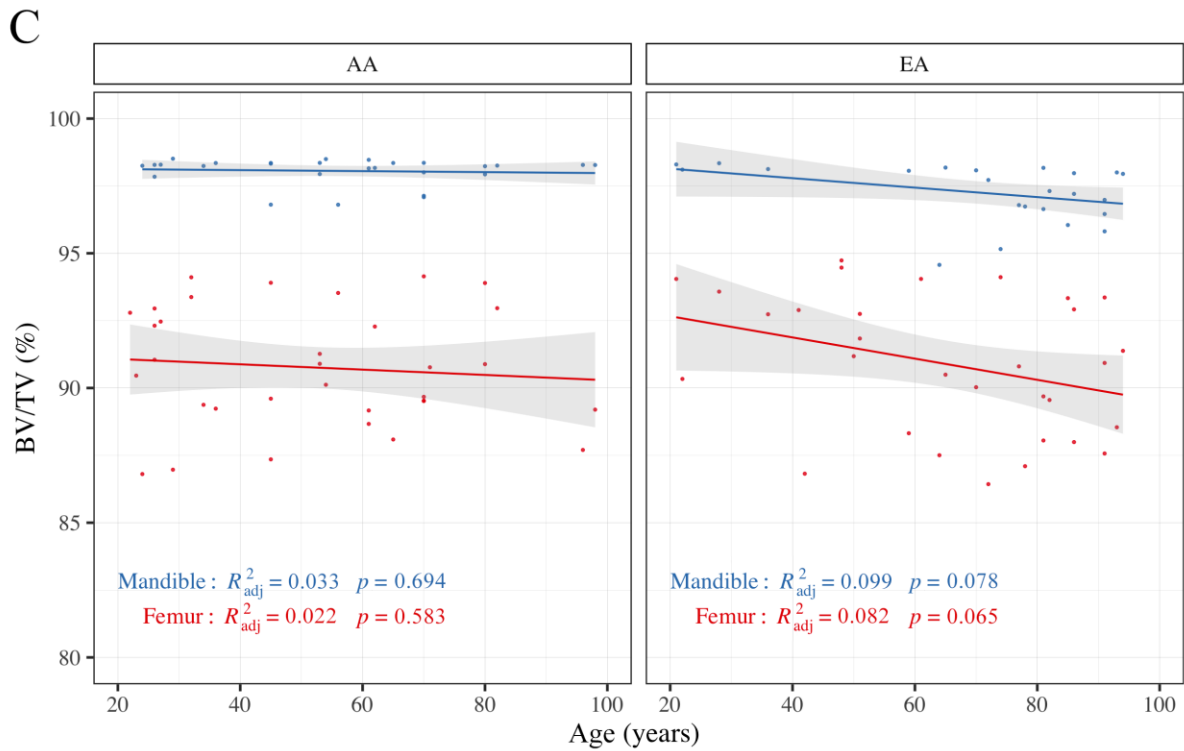 C
AA EA
100
95
90
85
80
BV/TV (%)
Mandible : R²adj = 0.033 p = 0.694
Femur : R²adj = 0.022 p = 0.583
Mandible : R²adj = 0.099 p = 0.078
Femur : R²adj = 0.082 p = 0.065
20 40 60 80 100 20 40 60 80 100
Age (years)